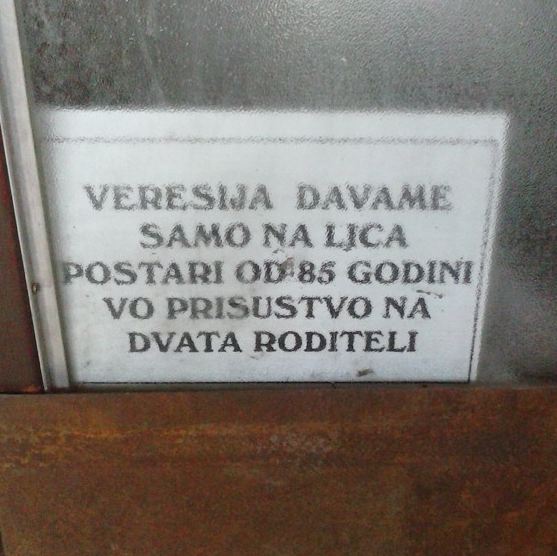 VERESIJA DAVAME
SAMO NA LJCA
POSTARI OD 85 GODINI
VO PRISUSTVO NA
DVATA RODITELI